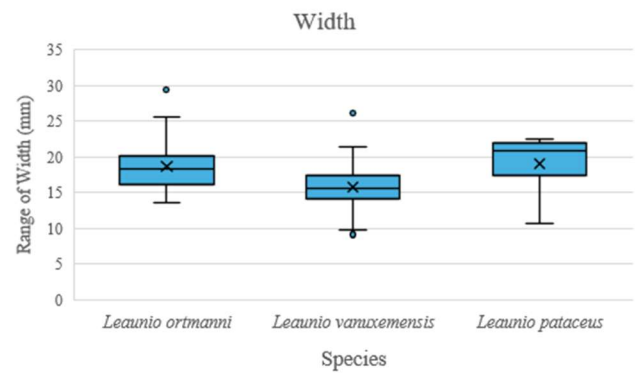 Width
35
30
25
20
15
10
5
0
Range of Width (mm)
Leaunio ortmanni Leaunio vanuxemensis Leaunio pataceus
Species